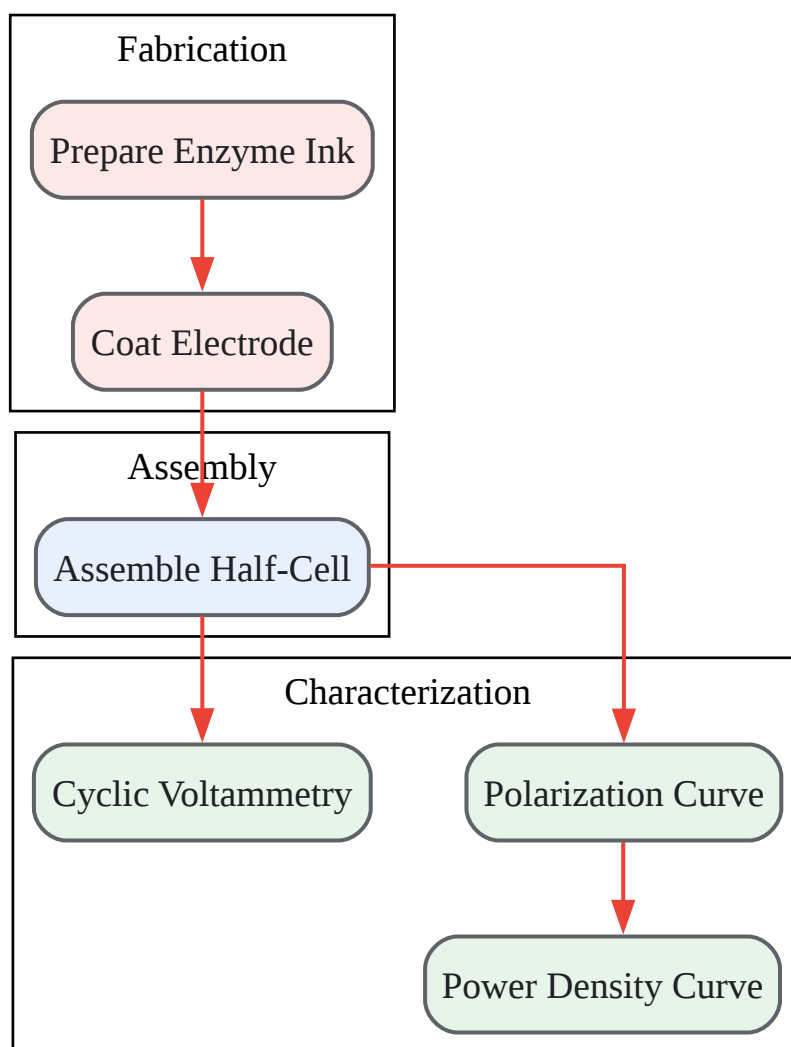 Fabrication
Prepare Enzyme Ink
Coat Electrode
Assembly
Assemble Half-Cell
Characterization
Cyclic Voltammetry
Polarization Curve
Power Density Curve